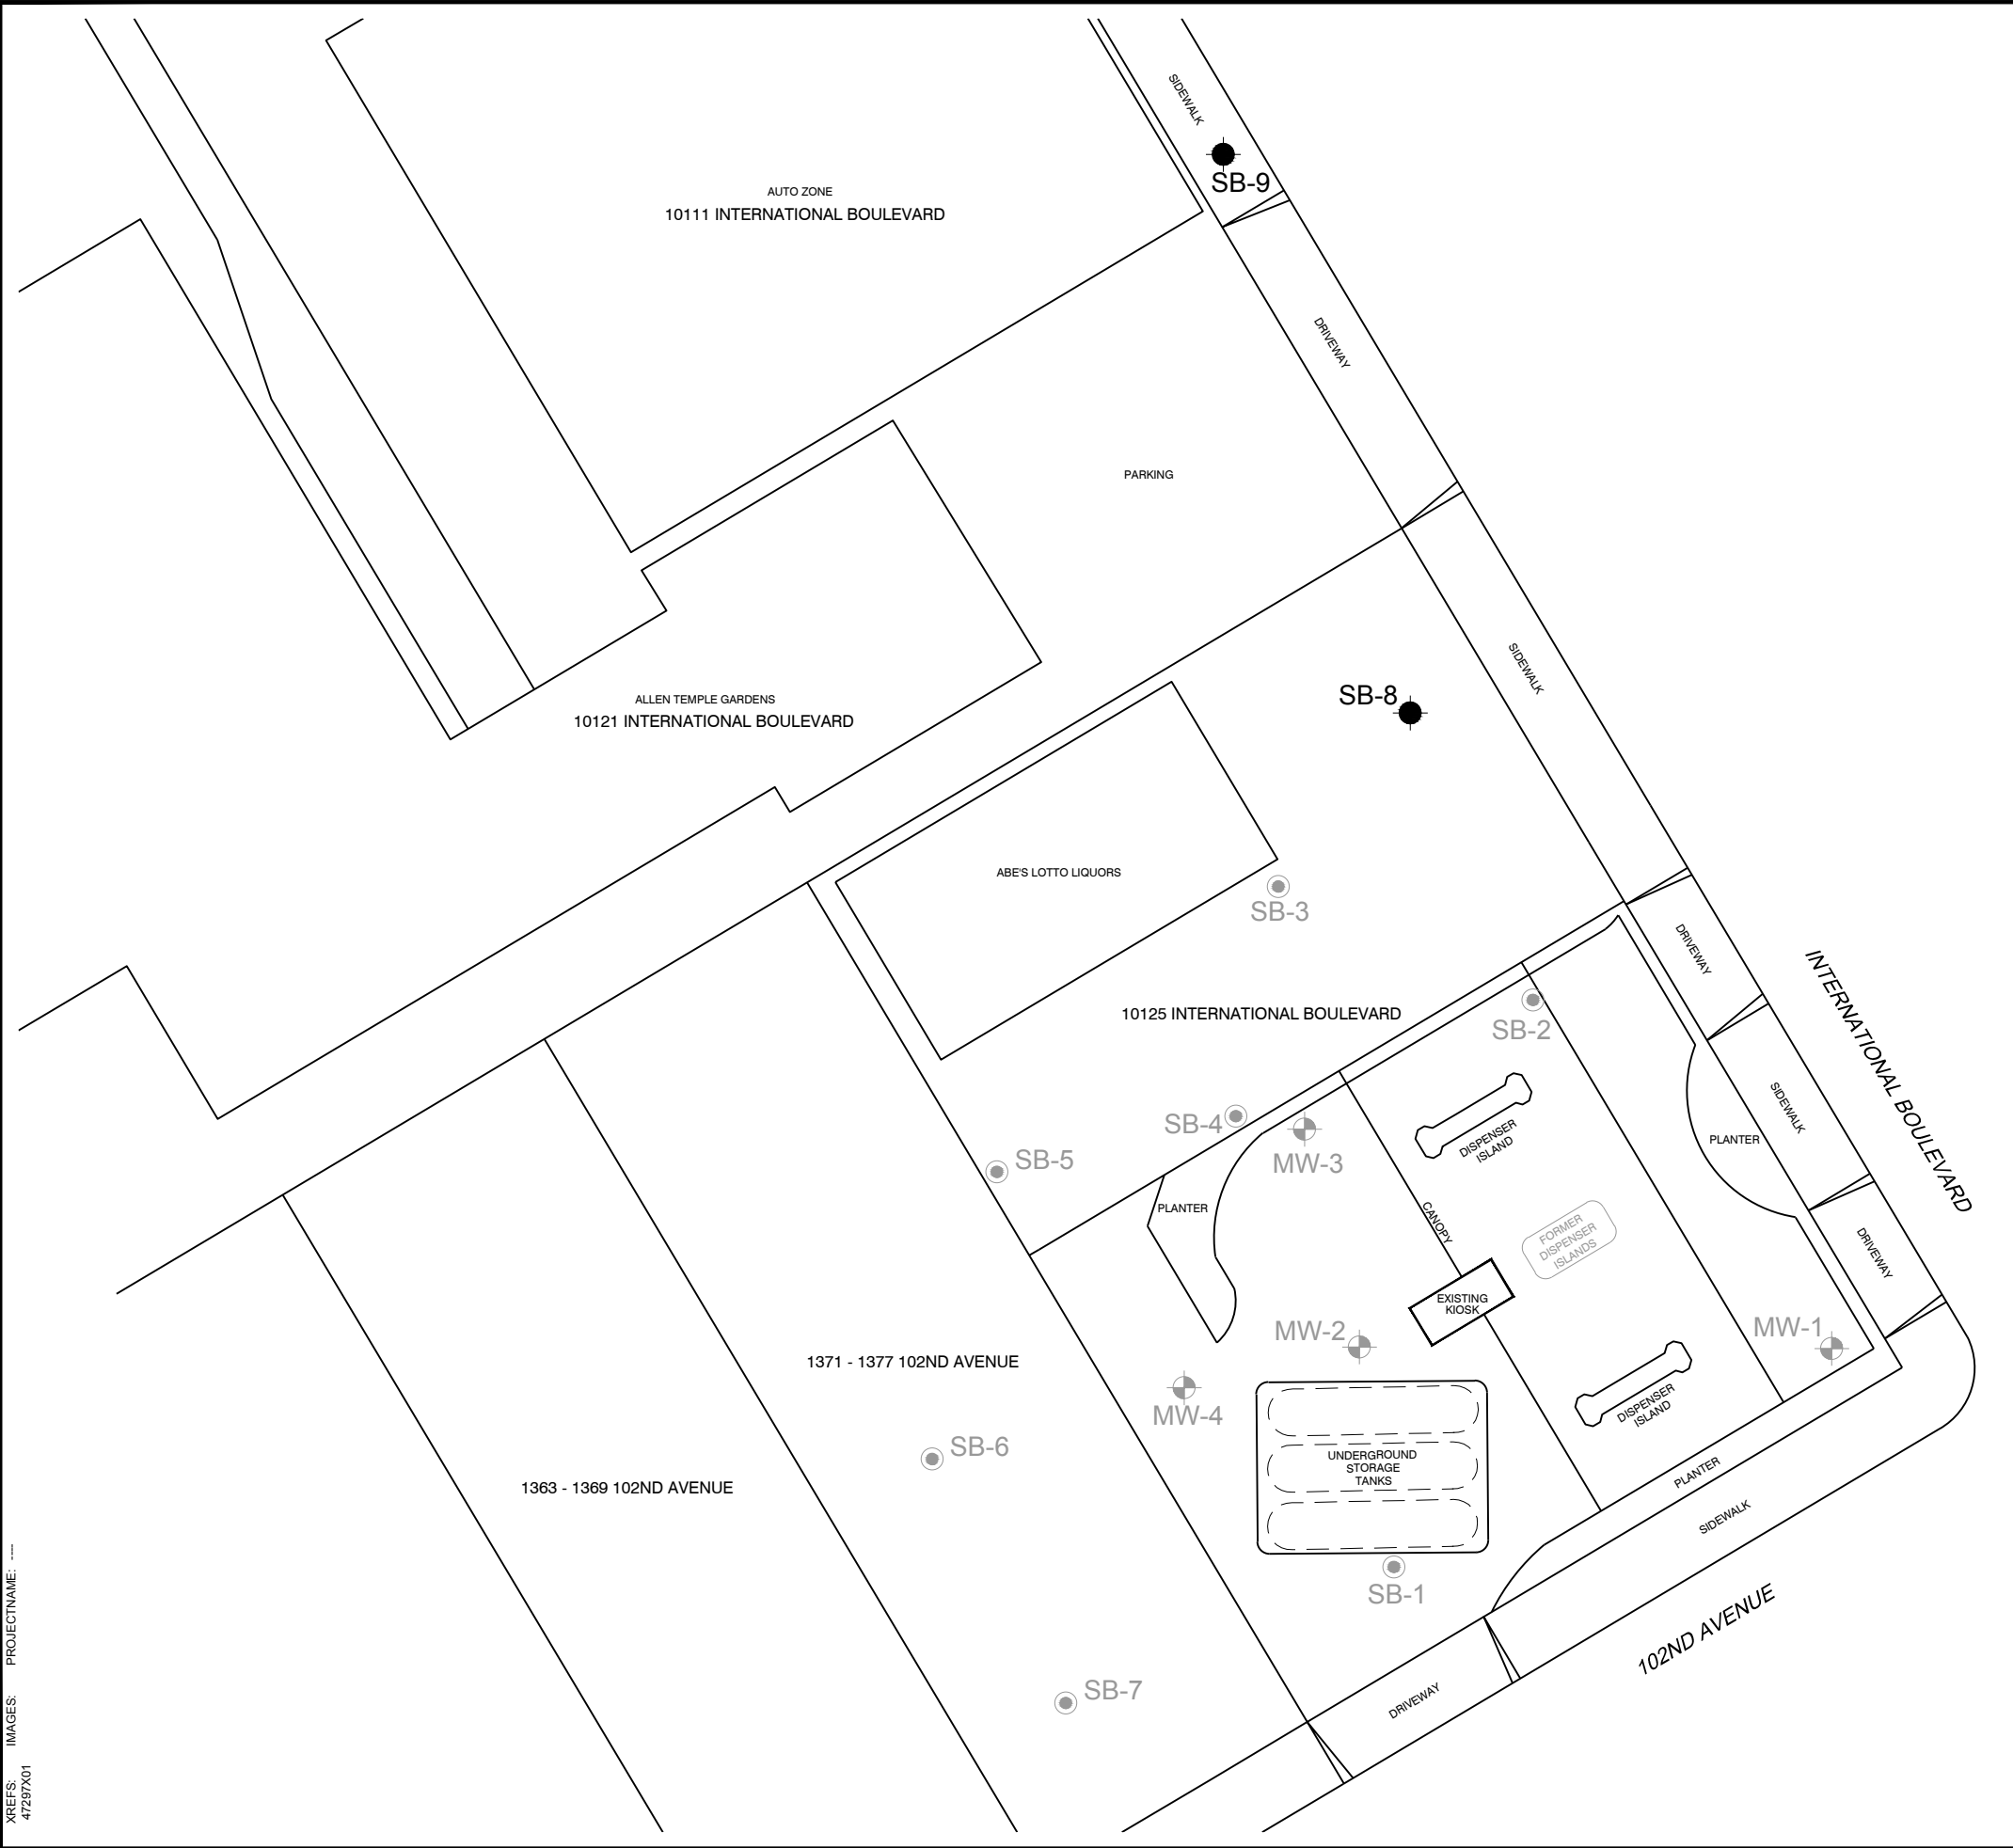 SIDEWALK
SB-9
AUTO ZONE
10111 INTERNATIONAL BOULEVARD
DRIVEWAY
PARKING
SIDEWALK
SB-8
ALLEN TEMPLE GARDENS
10121 INTERNATIONAL BOULEVARD
ABE'S LOTTO LIQUORS
SB-3
DRIVEWAY
INTERNATIONAL BOULEVARD
10125 INTERNATIONAL BOULEVARD
SB-2
SIDEWALK
SB-4
MW-3
DISPENSER
ISLAND
PLANTER
SB-5
PLANTER
CANOPY
FORMER
DISPENSER
ISLANDS
DRIVEWAY
EXISTING
KIOSK
MW-2
MW-1
1371 - 1377 102ND AVENUE
MW-4
DISPENSER
ISLAND
SB-6
UNDERGROUND
STORAGE
TANKS
1363 - 1369 102ND AVENUE
PLANTER
SIDEWALK
SB-1
102ND AVENUE
SB-7
DRIVEWAY
XREFS: IMAGES: PROJECTNAME: ----
47297X01